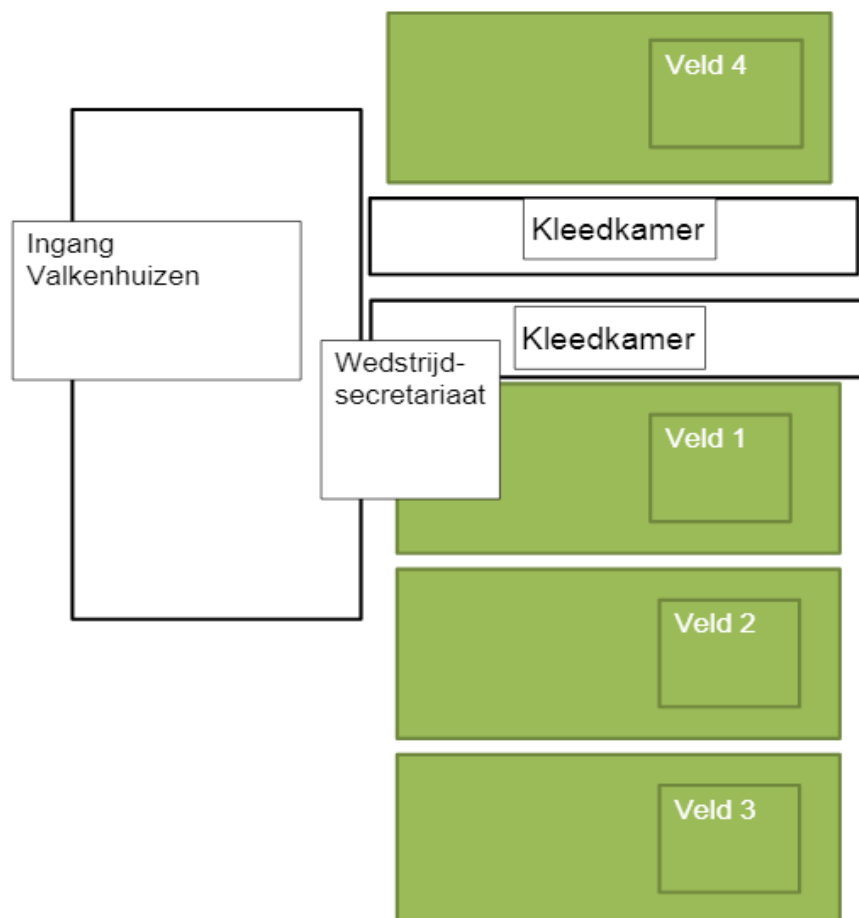 Veld 4
Kleedkamer
Ingang
Valkenhuizen
Kleedkamer
Wedstrijd-
secretariaat
Veld 1
Veld 2
Veld 3